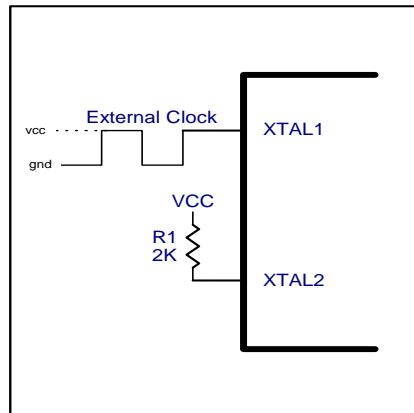 External Clock
vcc
XTAL1
gnd
VCC
R1
2K
XTAL2